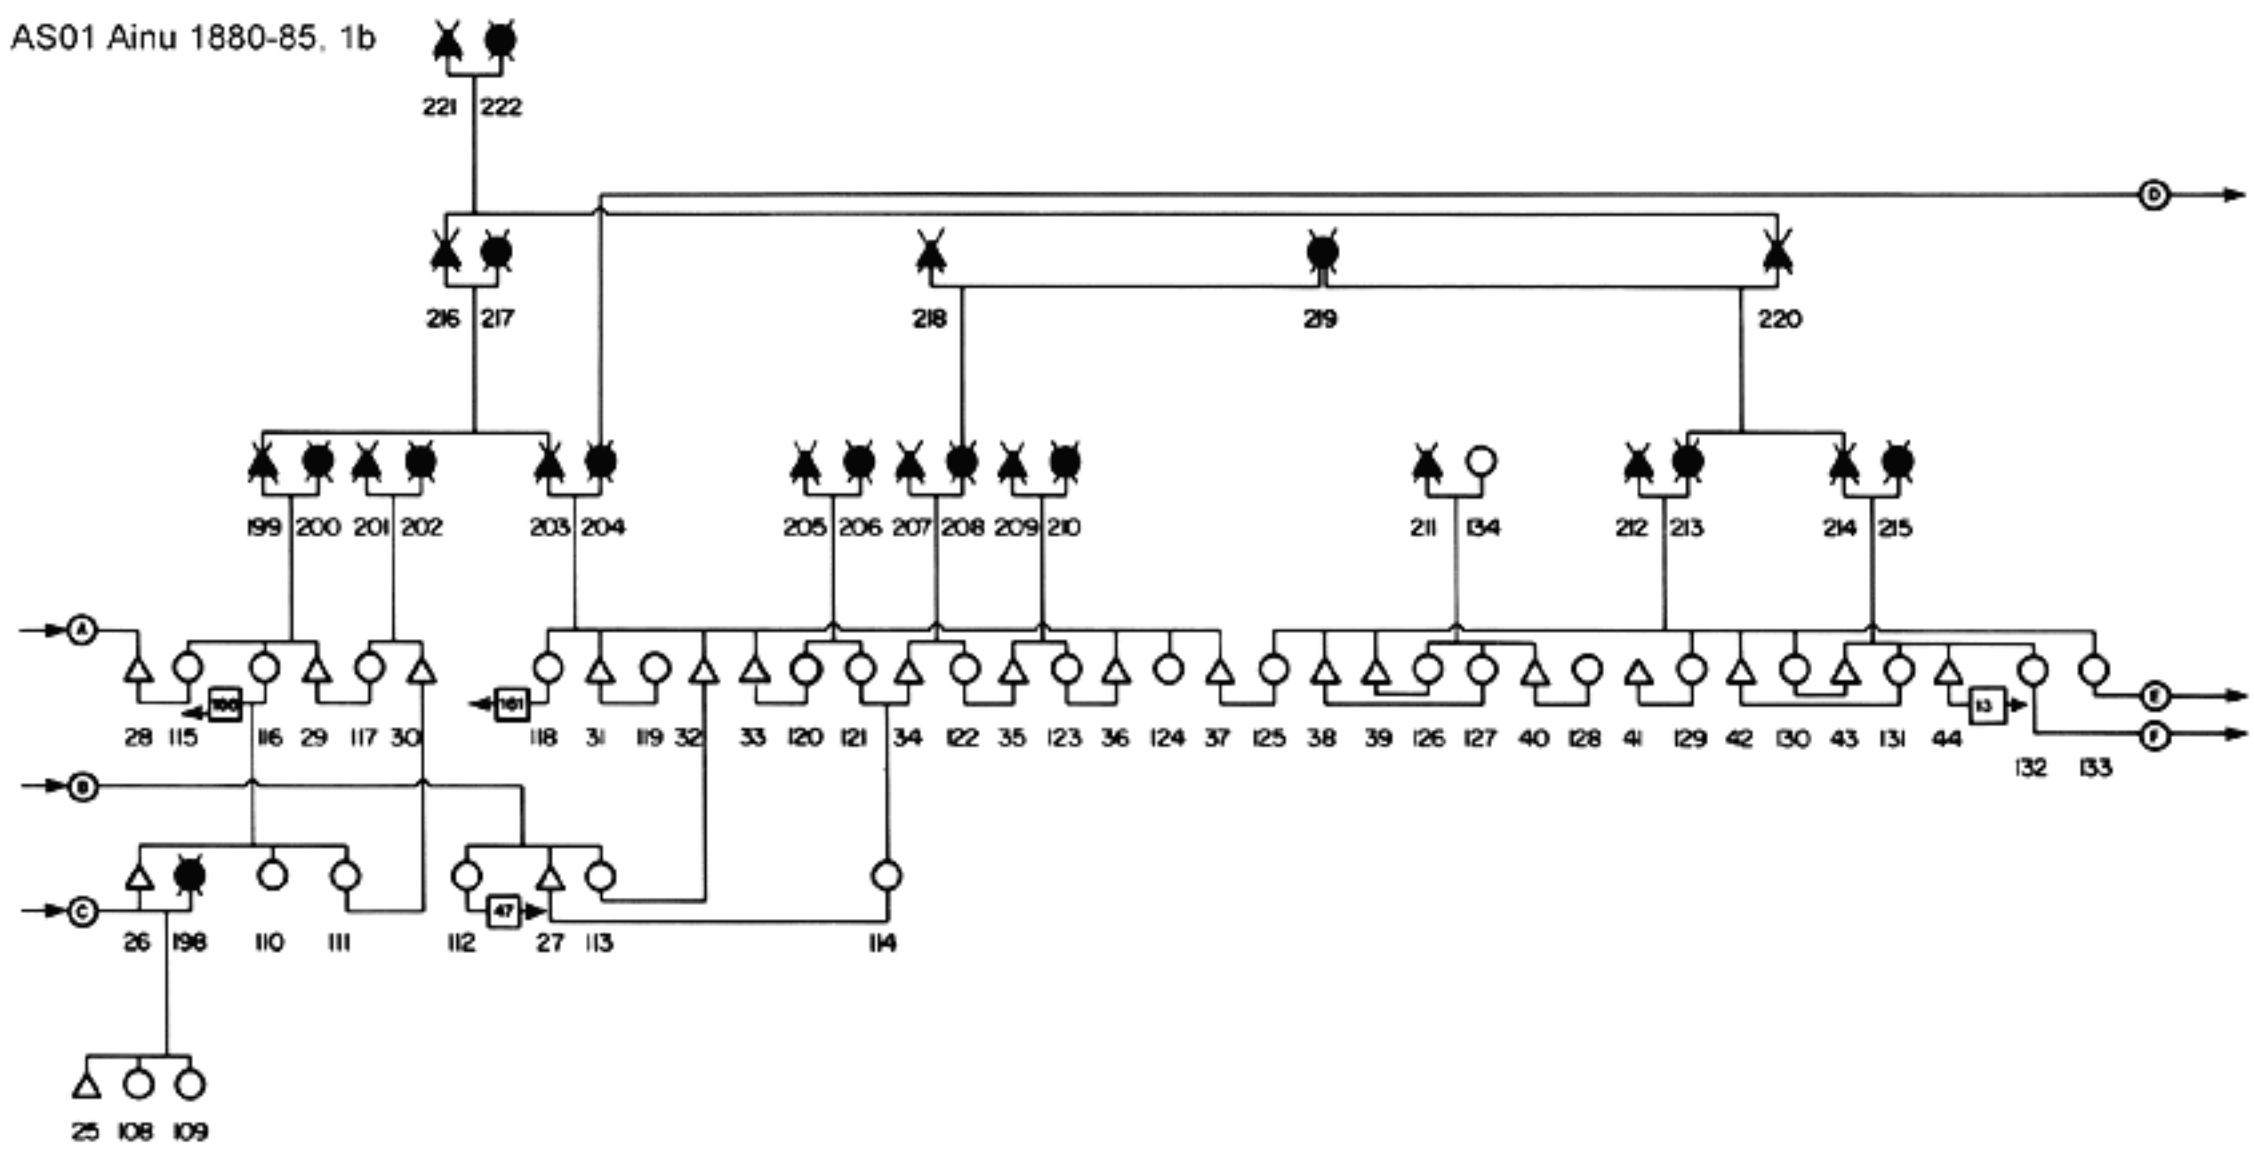 AS01 Ainu 1880-85, 1b
221 222
D
216 217 218 219 220
199 200 201 202 203 204 205 206 207 208 209 210 211 134 212 213 214 215
A
100 161 13 E
28 115 116 29 117 30 118 31 119 32 33 120 121 34 122 35 123 36 124 37 125 38 39 126 127 40 128 41 129 42 130 43 131 44 F
132 133
B
C 47
26 198 110 111 112 27 113 114
25 108 109